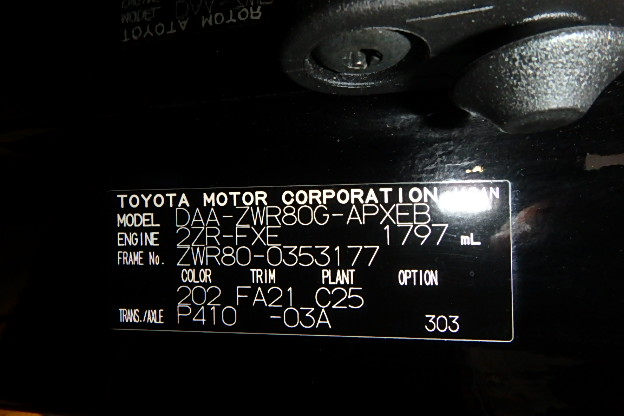 TOYOTA MOTOR CORPORATION JAPAN
MODEL DAA-ZWR80G-APXEB
ENGINE 2ZR-FXE 1797 mL
FRAME No. ZWR80-0353177
COLOR TRIM PLANT OPTION
202 FA21 C25
TRANS./AXLE P410 -03A 303